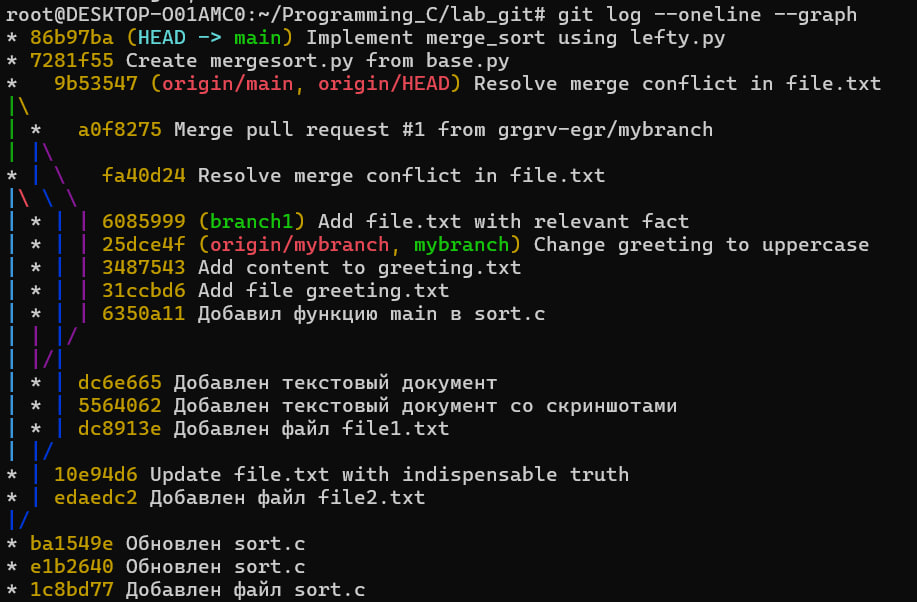 root@DESKTOP-O01AMC0:~/Programming_C/lab_git# git log --oneline --graph
* 86b97ba (HEAD -> main) Implement merge_sort using lefty.py
* 7281f55 Create mergesort.py from base.py
*   9b53547 (origin/main, origin/HEAD) Resolve merge conflict in file.txt
|\
| *   a0f8275 Merge pull request #1 from grgrv-egr/mybranch
| |\
* | \   fa40d24 Resolve merge conflict in file.txt
|\ \ \
| * | | 6085999 (branch1) Add file.txt with relevant fact
| * | | 25dce4f (origin/mybranch, mybranch) Change greeting to uppercase
| * | | 3487543 Add content to greeting.txt
| * | | 31ccbd6 Add file greeting.txt
| * | | 6350a11 Добавил функцию main в sort.c
| | |/
| |/|
| * | dc6e665 Добавлен текстовый документ
| * | 5564062 Добавлен текстовый документ со скриншотами
| * | dc8913e Добавлен файл file1.txt
| |/
* | 10e94d6 Update file.txt with indispensable truth
* | edaedc2 Добавлен файл file2.txt
|/
* ba1549e Обновлен sort.c
* e1b2640 Обновлен sort.c
* 1c8bd77 Добавлен файл sort.c